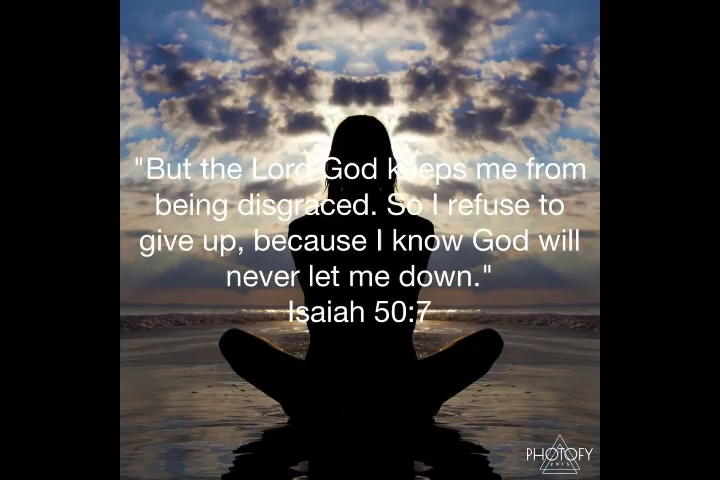 "But the Lord God keeps me from
being disgraced. So I refuse to
give up, because I know God will
never let me down."
Isaiah 50:7
PHOTOFY
2015